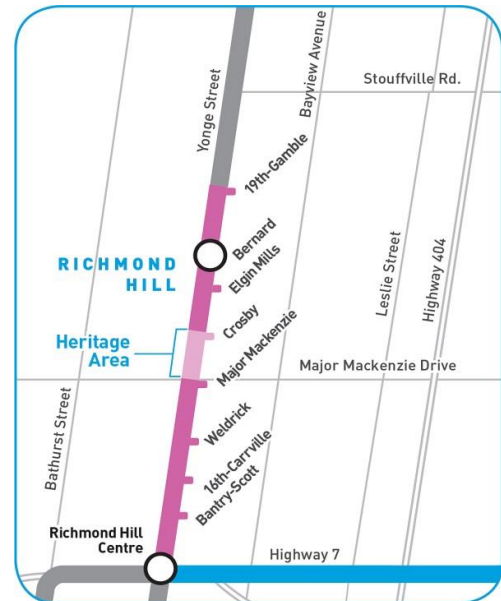 Stouffville Rd.
Yonge Street
Bayview Avenue
19th-Gamble
Bernard
RICHMOND
HILL
Elgin Mills
Leslie Street
Highway 404
Crosby
Heritage
Area
Major Mackenzie
Major Mackenzie Drive
Bathurst Street
Weldrick
16th-Carrville
Bantry-Scott
Richmond Hill
Centre
Highway 7